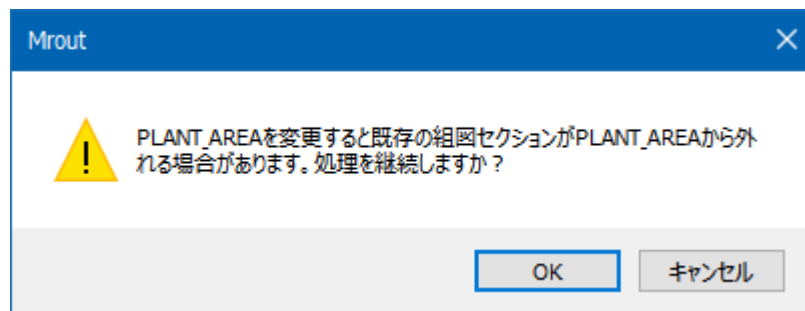 Mrout
PLANT_AREAを変更すると既存の組図セクションがPLANT_AREAから外
れる場合があります。処理を継続しますか？
OK
キャンセル